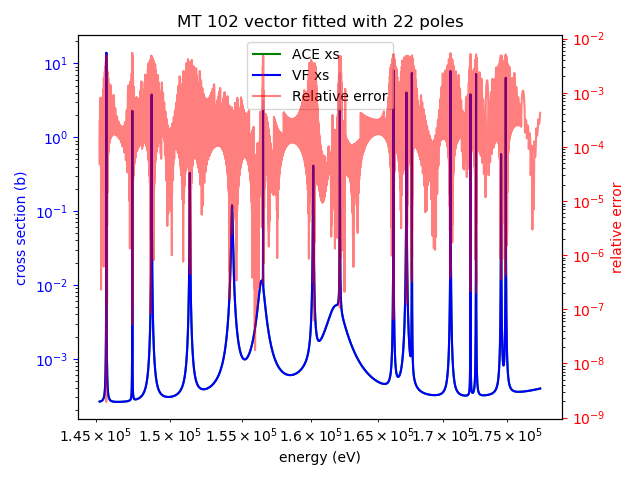 MT 102 vector fitted with 22 poles
ACE xs
VF xs
Relative error
cross section (b)
10¹
10⁰
10⁻¹
10⁻²
10⁻³
10⁻²
10⁻³
10⁻⁴
10⁻⁵
10⁻⁶
10⁻⁷
10⁻⁸
10⁻⁹
relative error
1.45×10⁵ 1.5×10⁵ 1.55×10⁵ 1.6×10⁵ 1.65×10⁵ 1.7×10⁵ 1.75×10⁵
energy (eV)